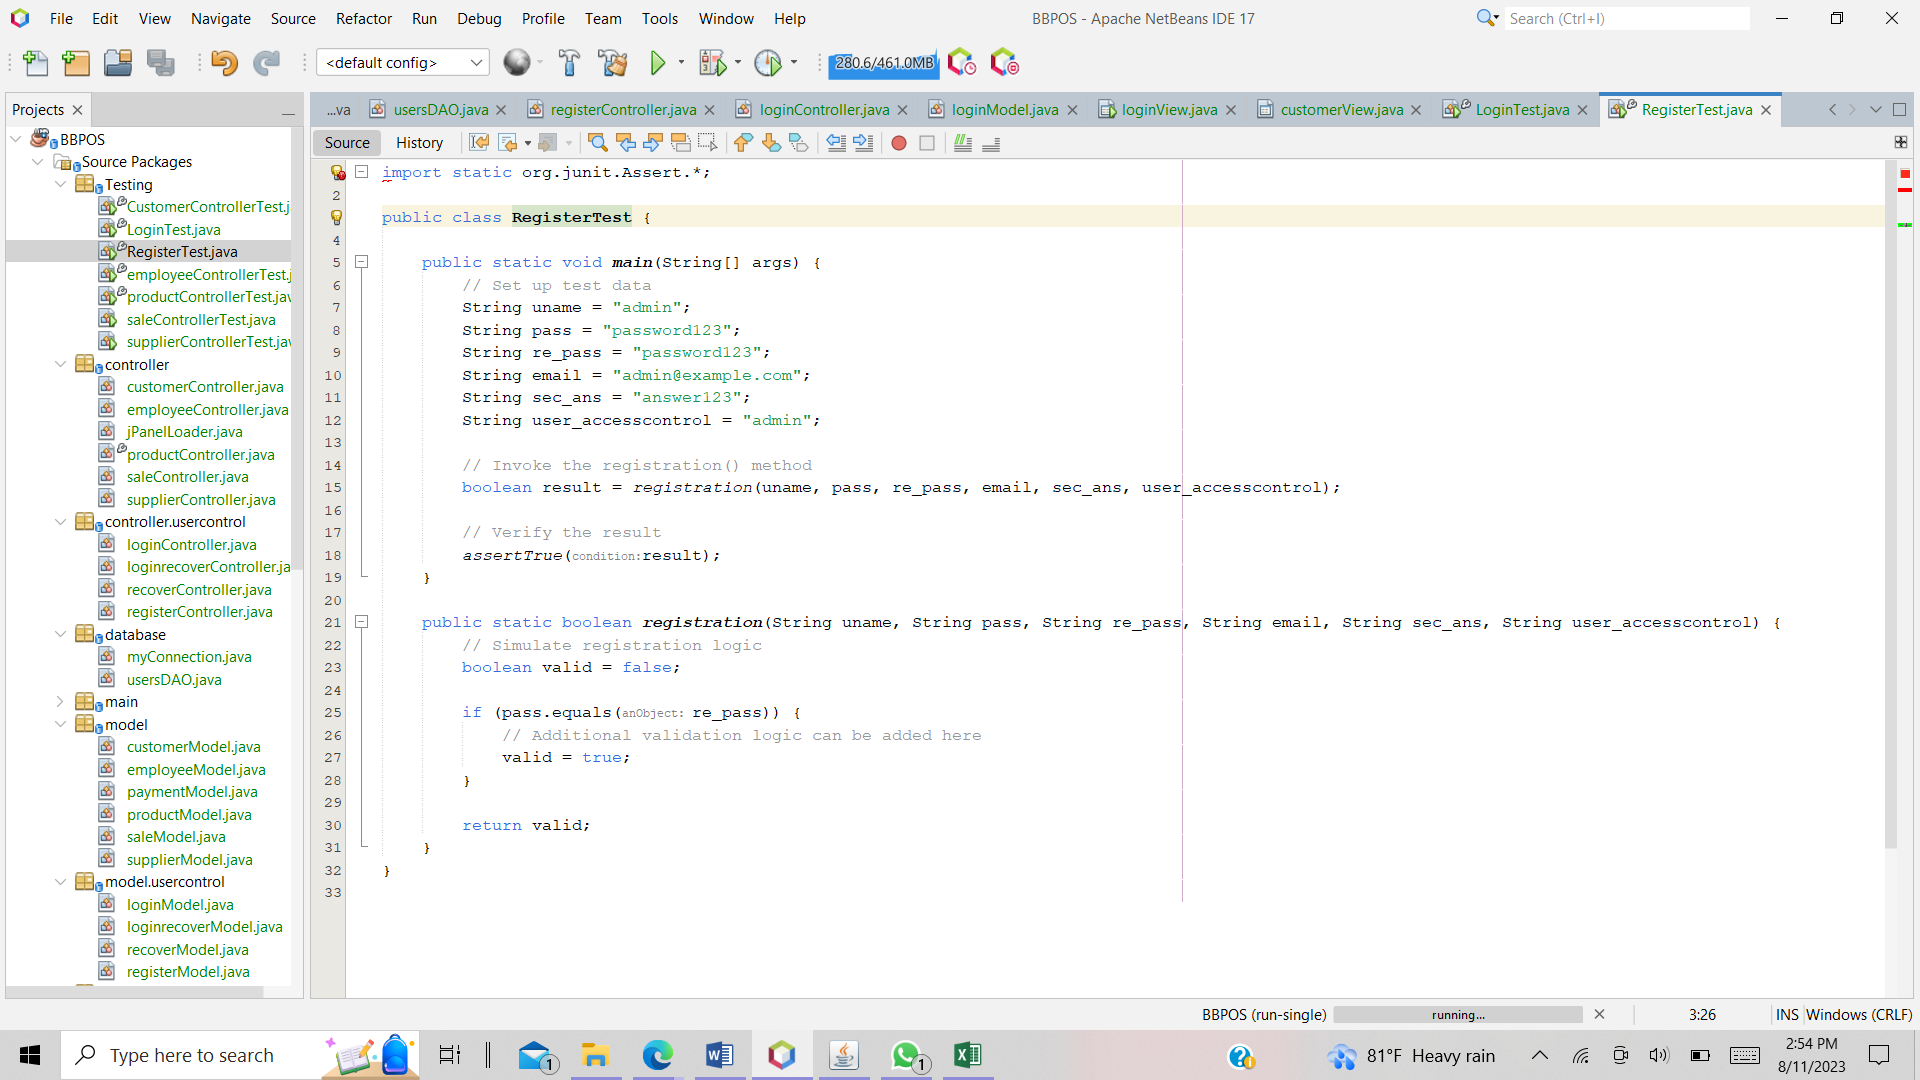 File Edit View Navigate Source Refactor Run Debug Profile Team Tools Window Help
BBPOS - Apache NetBeans IDE 17
Search (Ctrl+I)
<default config>
280.6/461.0MB
Projects
...va
usersDAO.java
registerController.java
loginController.java
loginModel.java
loginView.java
customerView.java
LoginTest.java
RegisterTest.java
Source History
BBPOS
Source Packages
Testing
CustomerControllerTest.j
LoginTest.java
RegisterTest.java
employeeControllerTest.j
productControllerTest.jav
saleControllerTest.java
supplierControllerTest.jav
controller
customerController.java
employeeController.java
jPanelLoader.java
productController.java
saleController.java
supplierController.java
controller.usercontrol
loginController.java
loginrecoverController.ja
recoverController.java
registerController.java
database
myConnection.java
usersDAO.java
main
model
customerModel.java
employeeModel.java
paymentModel.java
productModel.java
saleModel.java
supplierModel.java
model.usercontrol
loginModel.java
loginrecoverModel.java
recoverModel.java
registerModel.java
import static org.junit.Assert.*;
2
public class RegisterTest {
4
5 public static void main(String[] args) {
6 // Set up test data
7 String uname = "admin";
8 String pass = "password123";
9 String re_pass = "password123";
10 String email = "admin@example.com";
11 String sec_ans = "answer123";
12 String user_accesscontrol = "admin";
13
14 // Invoke the registration() method
15 boolean result = registration(uname, pass, re_pass, email, sec_ans, user_accesscontrol);
16
17 // Verify the result
18 assertTrue(condition:result);
19 }
20
21 public static boolean registration(String uname, String pass, String re_pass, String email, String sec_ans, String user_accesscontrol) {
22 // Simulate registration logic
23 boolean valid = false;
24
25 if (pass.equals(anObject: re_pass)) {
26 // Additional validation logic can be added here
27 valid = true;
28 }
29
30 return valid;
31 }
32 }
33
BBPOS (run-single) running... 3:26 INS Windows (CRLF)
Type here to search
1
1
81°F Heavy rain
2:54 PM
8/11/2023